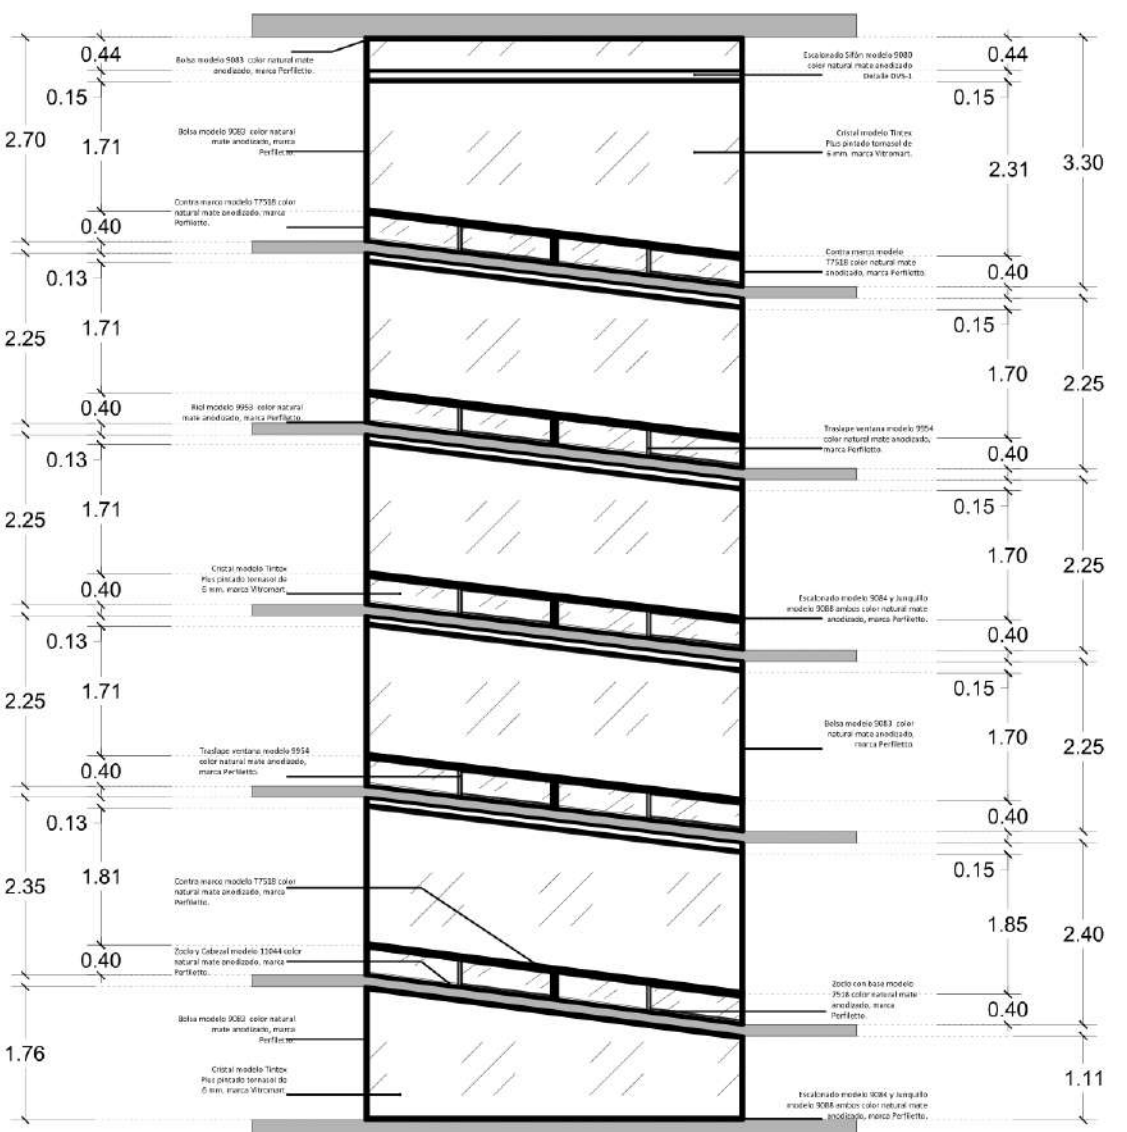 0.44
0.15
2.70
1.71
0.40
0.13
2.25
1.71
0.40
0.13
2.25
1.71
0.40
0.13
2.25
1.71
0.40
0.13
2.35
1.81
0.40
1.76
Bolsa modelo 9083 color natural mate
anodizado, marca Perfiletto.
Bolsa modelo 9083 color natural
mate anodizado, marca
Perfiletto.
Contra marco modelo T7518 color
natural mate anodizado, marca
Perfiletto.
Riel modelo 9953 color natural
mate anodizado, marca Perfiletto.
Cristal modelo Tintex
Plus pintado tornasol de
6 mm. marca Vitromart.
Traslape ventana modelo 9954
color natural mate anodizado,
marca Perfiletto.
Contra marco modelo T7518 color
natural mate anodizado, marca
Perfiletto.
Zoclo y Cabezal modelo 11044 color
natural mate anodizado, marca
Perfiletto.
Bolsa modelo 9083 color natural
mate anodizado, marca
Perfiletto.
Cristal modelo Tintex
Plus pintado tornasol de
6 mm. marca Vitromart.
Escalonado Sifón modelo 9080
color natural mate anodizado
Detalle DVS-1
Cristal modelo Tintex
Plus pintado tornasol de
6 mm. marca Vitromart.
Contra marco modelo
T7518 color natural mate
anodizado, marca Perfiletto.
Traslape ventana modelo 9954
color natural mate anodizado,
marca Perfiletto.
Escalonado modelo 9084 y Junquillo
modelo 9088 ambos color natural mate
anodizado, marca Perfiletto.
Bolsa modelo 9083 color
natural mate anodizado,
marca Perfiletto.
Zoclo con base modelo
7518 color natural mate
anodizado, marca
Perfiletto.
Escalonado modelo 9084 y Junquillo
modelo 9088 ambos color natural mate
anodizado, marca Perfiletto.
0.44
0.15
2.31
3.30
0.40
0.15
1.70
2.25
0.40
0.15
1.70
2.25
0.40
0.15
1.70
2.25
0.40
0.15
1.85
2.40
0.40
1.11